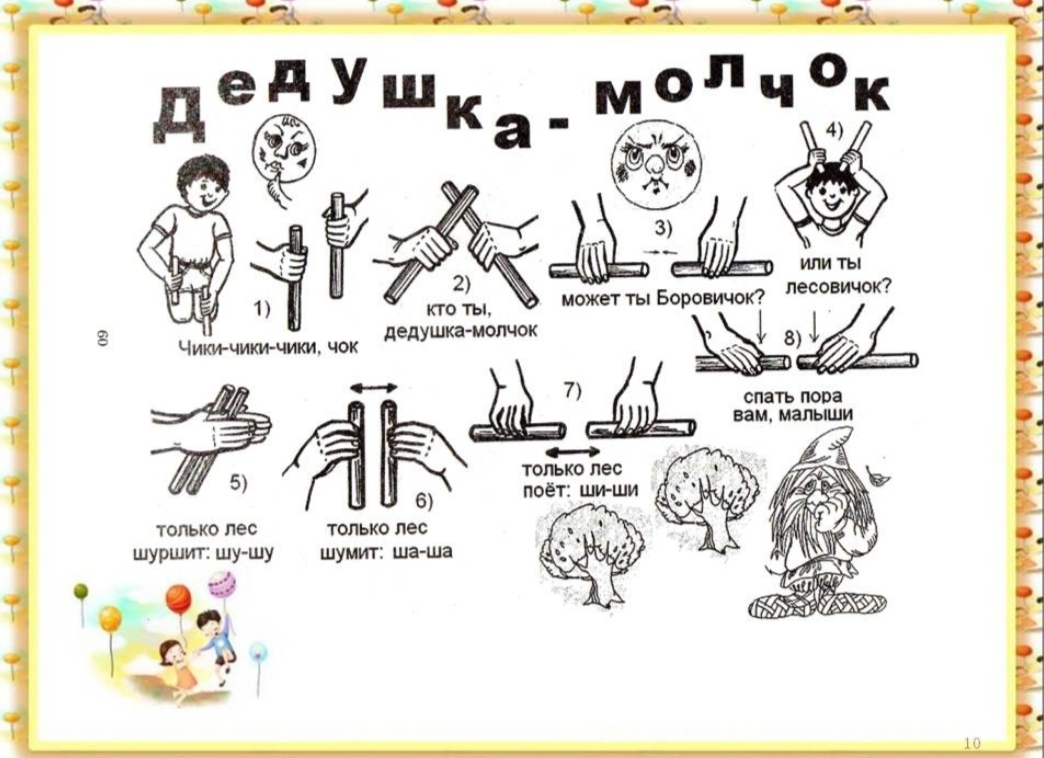 дедушка-молчок
1)
Чики-чики-чики, чок
2)
кто ты,
дедушка-молчок
3)
может ты Боровичок?
4)
или ты
лесовичок?
5)
только лес
шуршит: шу-шу
6)
только лес
шумит: ша-ша
7)
только лес
поёт: ши-ши
8)
спать пора
вам, малыши
60
10